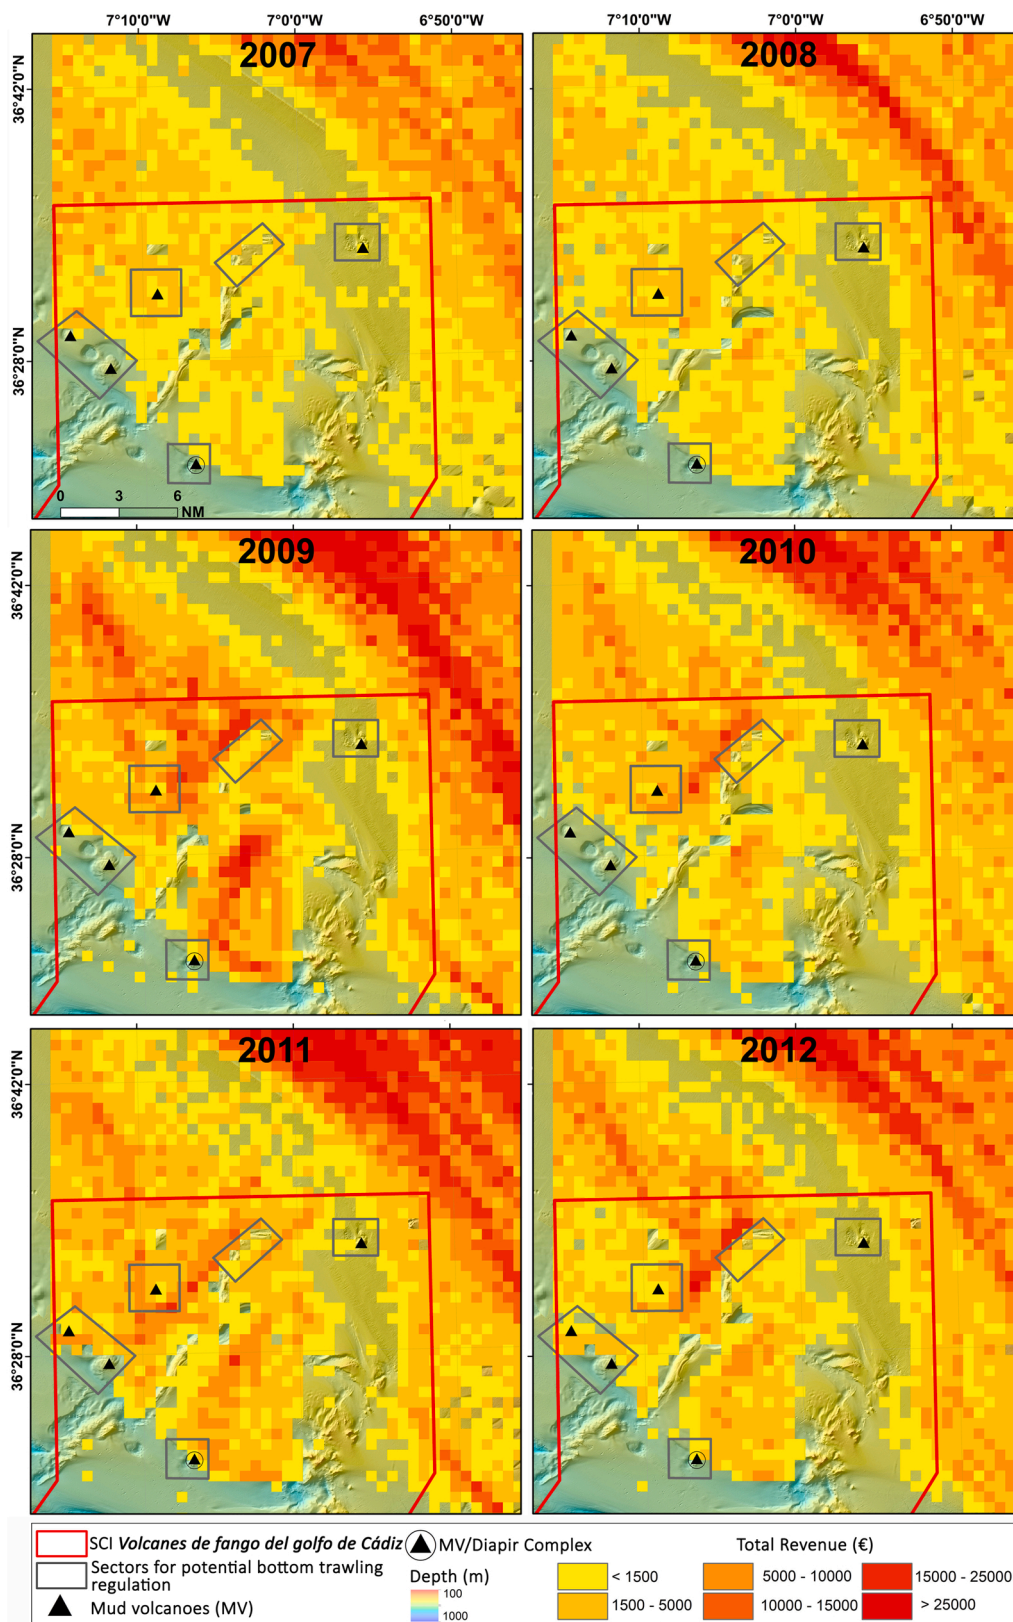 7°10'0"W 7°0'0"W 6°50'0"W 7°10'0"W 7°0'0"W 6°50'0"W
2007 2008
36°42'0"N
36°28'0"N
0 3 6
NM
2009 2010
36°42'0"N
36°28'0"N
2011 2012
36°42'0"N
36°28'0"N
SCI Volcanes de fango del golfo de Cádiz
Sectors for potential bottom trawling
regulation
Mud volcanoes (MV)
MV/Diapir Complex
Depth (m)
100
1000
Total Revenue (€)
< 1500 5000 - 10000 15000 - 25000
1500 - 5000 10000 - 15000 > 25000